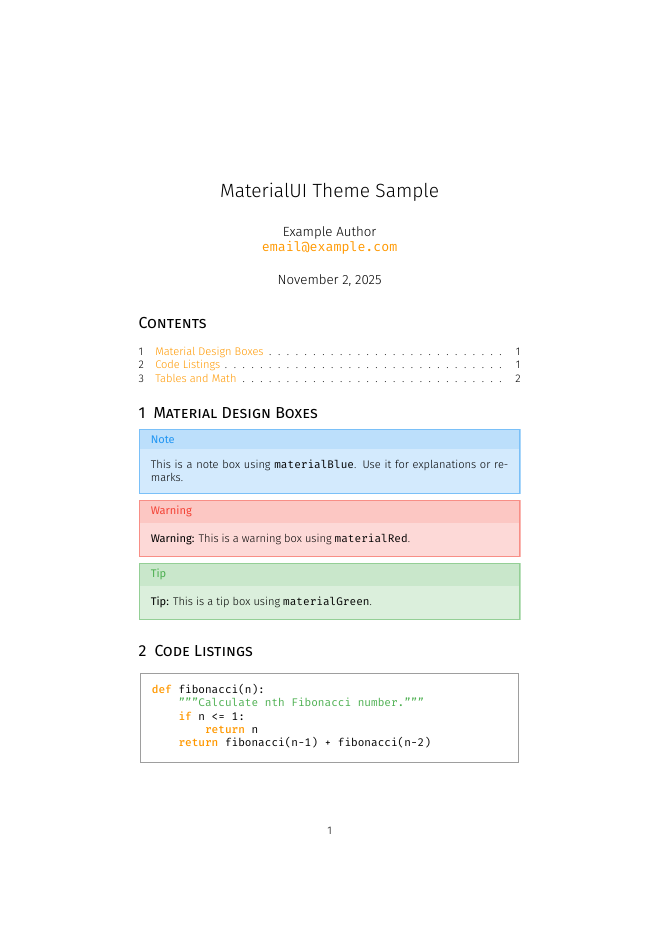 MaterialUI Theme Sample
Example Author
email@example.com
November 2, 2025
Contents
1 Material Design Boxes . . . . . . . . . . . . . . . . . . . . . . . . . . . 1
2 Code Listings . . . . . . . . . . . . . . . . . . . . . . . . . . . . . . . . 1
3 Tables and Math . . . . . . . . . . . . . . . . . . . . . . . . . . . . . . 2
1 Material Design Boxes
Note
This is a note box using materialBlue. Use it for explanations or re-
marks.
Warning
Warning: This is a warning box using materialRed.
Tip
Tip: This is a tip box using materialGreen.
2 Code Listings
def fibonacci(n):
    """Calculate nth Fibonacci number."""
    if n <= 1:
        return n
    return fibonacci(n-1) + fibonacci(n-2)
1